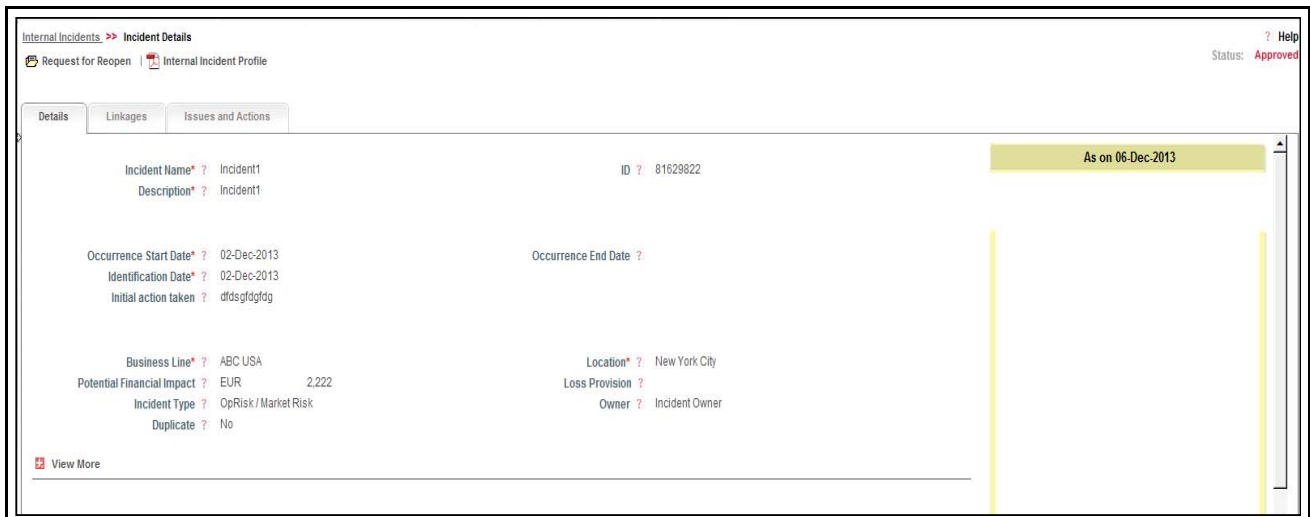 Internal Incidents >> Incident Details
? Help
Request for Reopen | Internal Incident Profile
Status: Approved
Details Linkages Issues and Actions
As on 06-Dec-2013
Incident Name* ? Incident1 ID ? 81629822
Description* ? Incident1
Occurrence Start Date* ? 02-Dec-2013 Occurrence End Date ?
Identification Date* ? 02-Dec-2013
Initial action taken ? dfdsgfdgfdg
Business Line* ? ABC USA Location* ? New York City
Potential Financial Impact ? EUR 2,222 Loss Provision ?
Incident Type ? OpRisk / Market Risk Owner ? Incident Owner
Duplicate ? No
View More